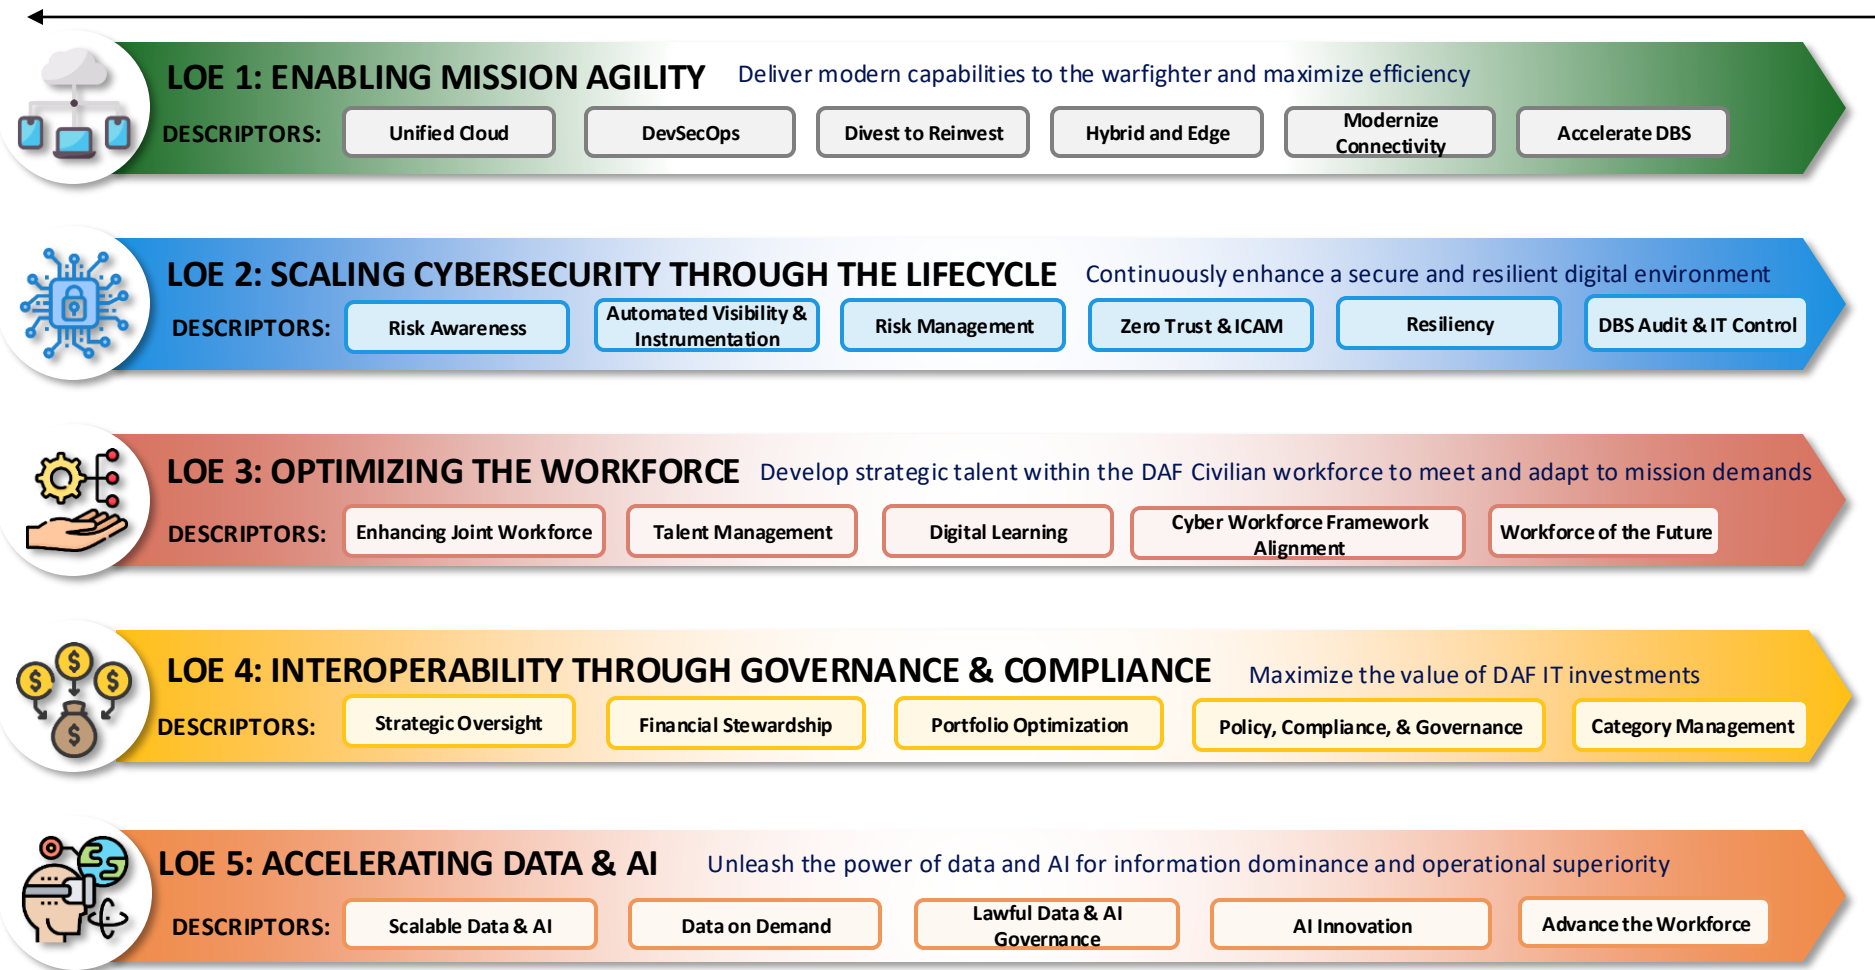 LOE 1: ENABLING MISSION AGILITY Deliver modern capabilities to the warfighter and maximize efficiency
DESCRIPTORS: Unified Cloud DevSecOps Divest to Reinvest Hybrid and Edge Modernize Connectivity Accelerate DBS
LOE 2: SCALING CYBERSECURITY THROUGH THE LIFECYCLE Continuously enhance a secure and resilient digital environment
DESCRIPTORS: Risk Awareness Automated Visibility & Instrumentation Risk Management Zero Trust & ICAM Resiliency DBS Audit & IT Control
LOE 3: OPTIMIZING THE WORKFORCE Develop strategic talent within the DAF Civilian workforce to meet and adapt to mission demands
DESCRIPTORS: Enhancing Joint Workforce Talent Management Digital Learning Cyber Workforce Framework Alignment Workforce of the Future
LOE 4: INTEROPERABILITY THROUGH GOVERNANCE & COMPLIANCE Maximize the value of DAF IT investments
DESCRIPTORS: Strategic Oversight Financial Stewardship Portfolio Optimization Policy, Compliance, & Governance Category Management
LOE 5: ACCELERATING DATA & AI Unleash the power of data and AI for information dominance and operational superiority
DESCRIPTORS: Scalable Data & AI Data on Demand Lawful Data & AI Governance AI Innovation Advance the Workforce